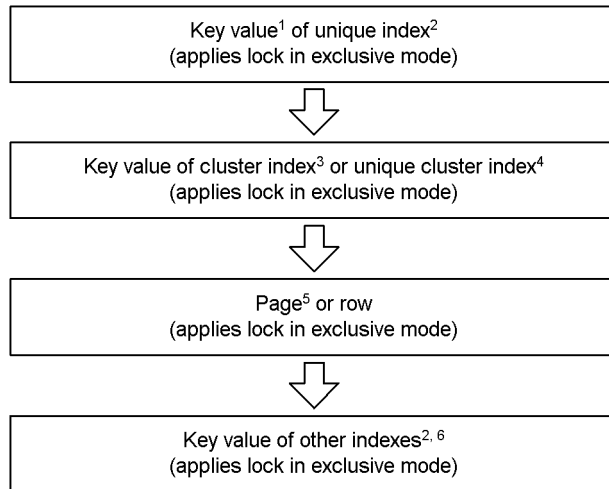 Key value¹ of unique index²
(applies lock in exclusive mode)
Key value of cluster index³ or unique cluster index⁴
(applies lock in exclusive mode)
Page⁵ or row
(applies lock in exclusive mode)
Key value of other indexes²˒ ⁶
(applies lock in exclusive mode)